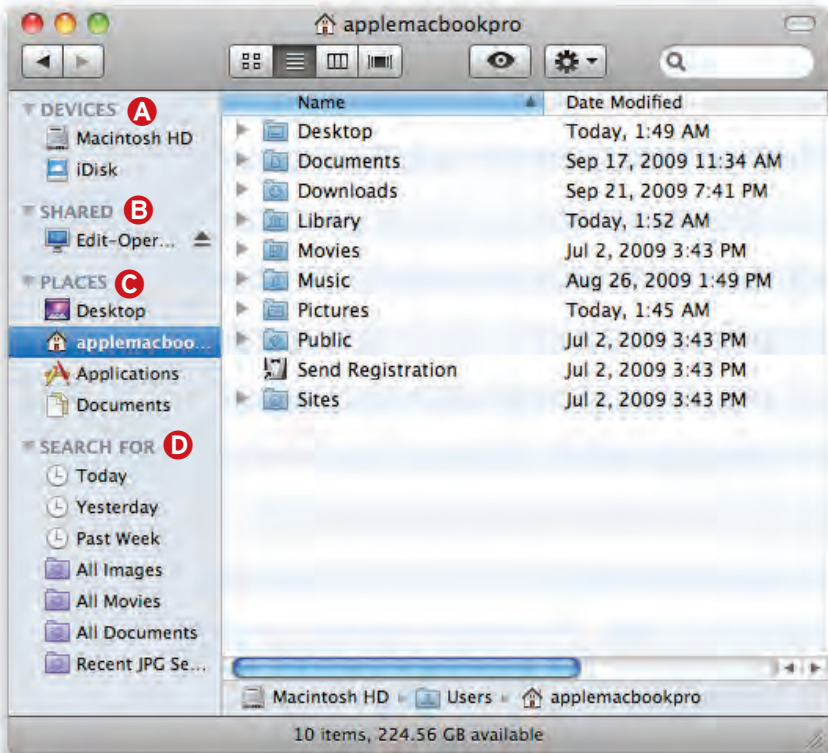 applemacbookpro
DEVICES A
Macintosh HD
iDisk
SHARED B
Edit-Oper...
PLACES C
Desktop
applemacboo...
Applications
Documents
SEARCH FOR D
Today
Yesterday
Past Week
All Images
All Movies
All Documents
Recent JPG Se...
Name Date Modified
Desktop Today, 1:49 AM
Documents Sep 17, 2009 11:34 AM
Downloads Sep 21, 2009 7:41 PM
Library Today, 1:52 AM
Movies Jul 2, 2009 3:43 PM
Music Aug 26, 2009 1:49 PM
Pictures Today, 1:45 AM
Public Jul 2, 2009 3:43 PM
Send Registration Jul 2, 2009 3:43 PM
Sites Jul 2, 2009 3:43 PM
Macintosh HD Users applemacbookpro
10 items, 224.56 GB available